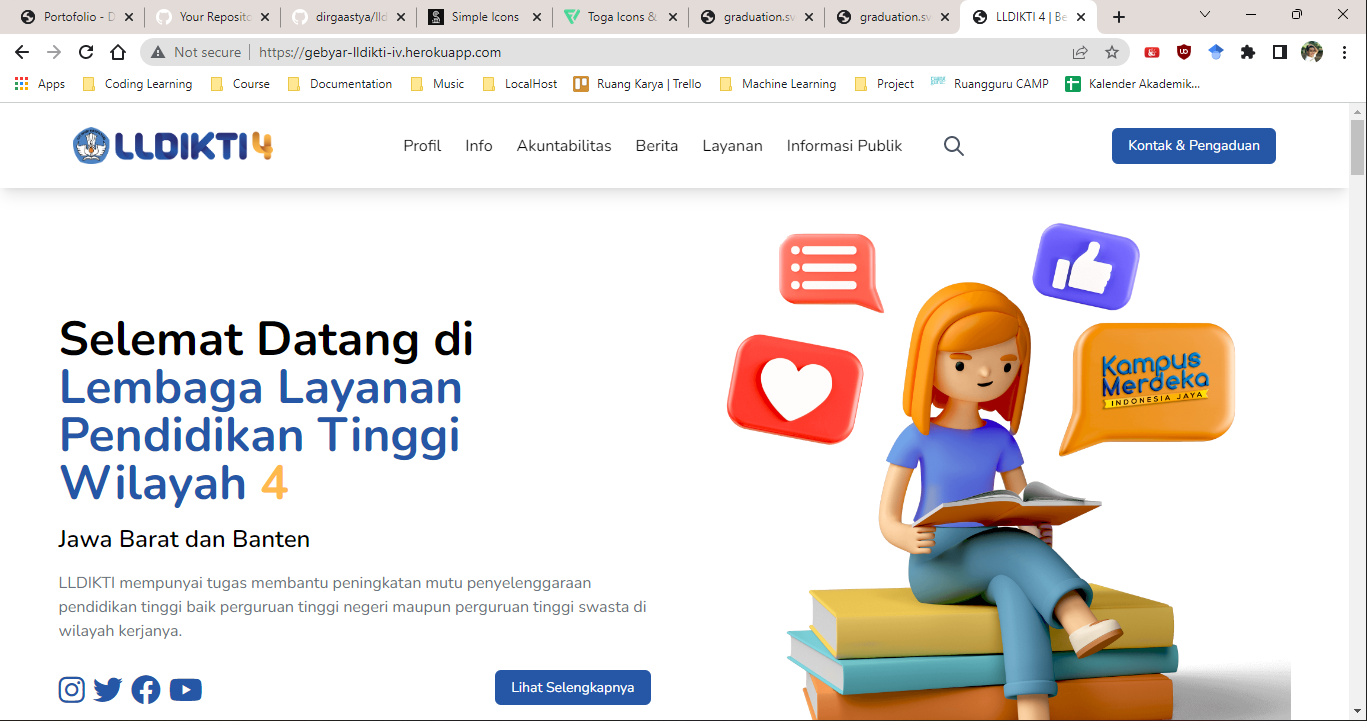 Portofolio - D
Your Reposito
dirgaastya/lld
Simple Icons
Toga Icons &
graduation.sv
graduation.sv
LLDIKTI 4 | Be
Not secure
https://gebyar-lldikti-iv.herokuapp.com
Apps
Coding Learning
Course
Documentation
Music
LocalHost
Ruang Karya | Trello
Machine Learning
Project
Ruangguru CAMP
Kalender Akademik...
LLDIKTI 4
Profil
Info
Akuntabilitas
Berita
Layanan
Informasi Publik
Kontak & Pengaduan
Selemat Datang di
Lembaga Layanan
Pendidikan Tinggi
Wilayah 4
Jawa Barat dan Banten
LLDIKTI mempunyai tugas membantu peningkatan mutu penyelenggaraan
pendidikan tinggi baik perguruan tinggi negeri maupun perguruan tinggi swasta di
wilayah kerjanya.
Lihat Selengkapnya
Kampus
Merdeka
INDONESIA JAYA